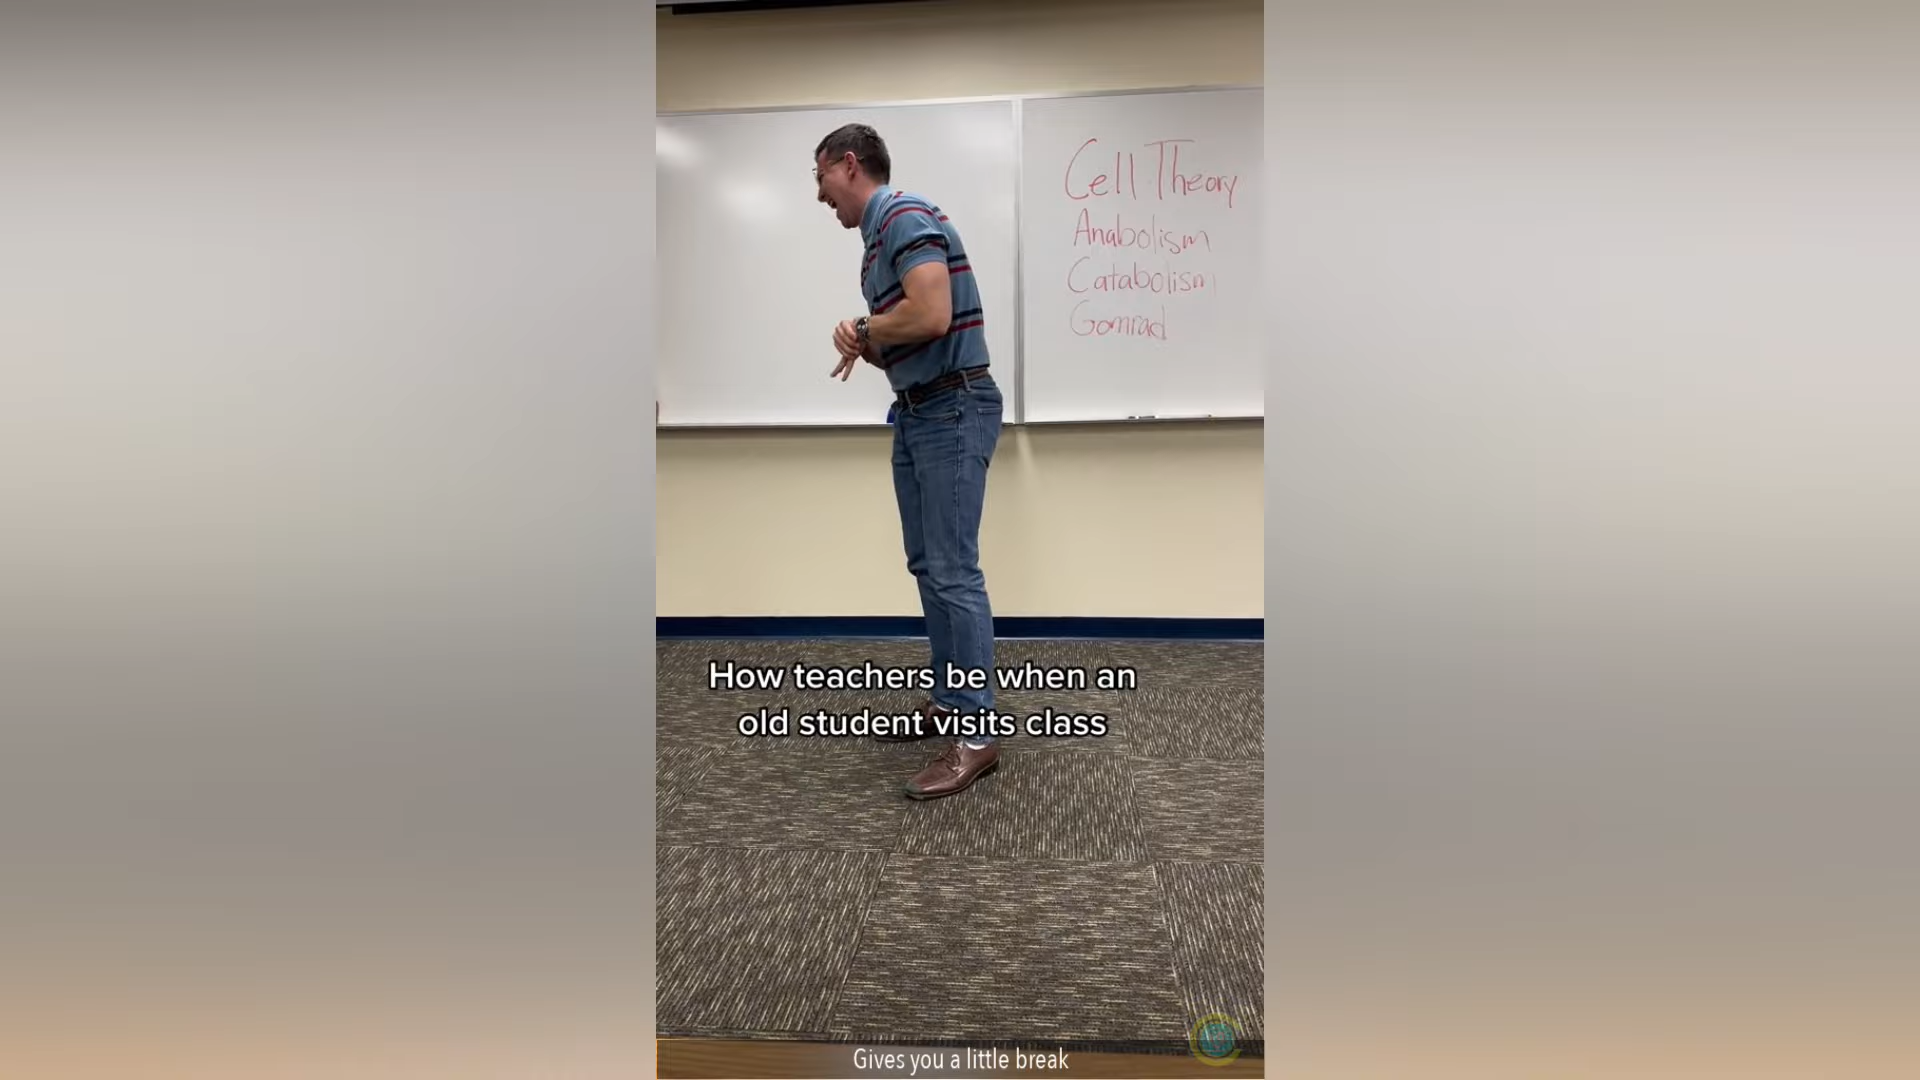 Cell Theory
Anabolism
Catabolism
Gomrad
How teachers be when an
old student visits class
Gives you a little break